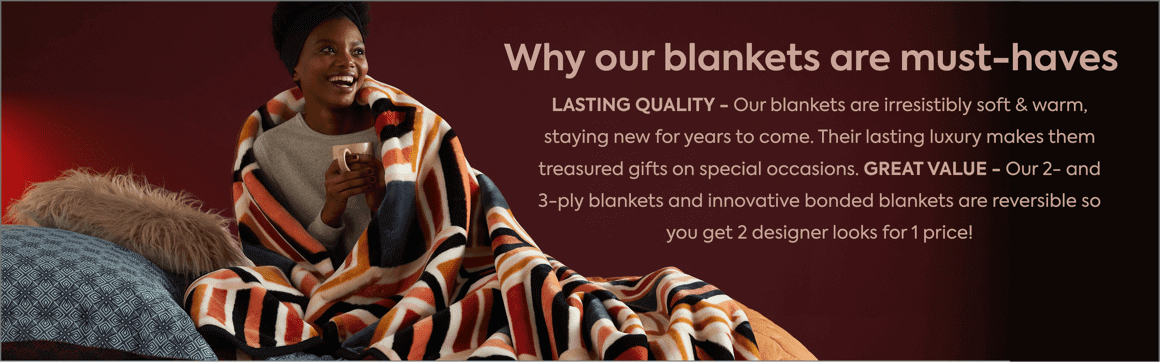 Why our blankets are must-haves
LASTING QUALITY - Our blankets are irresistibly soft & warm,
staying new for years to come. Their lasting luxury makes them
treasured gifts on special occasions. GREAT VALUE - Our 2- and
3-ply blankets and innovative bonded blankets are reversible so
you get 2 designer looks for 1 price!